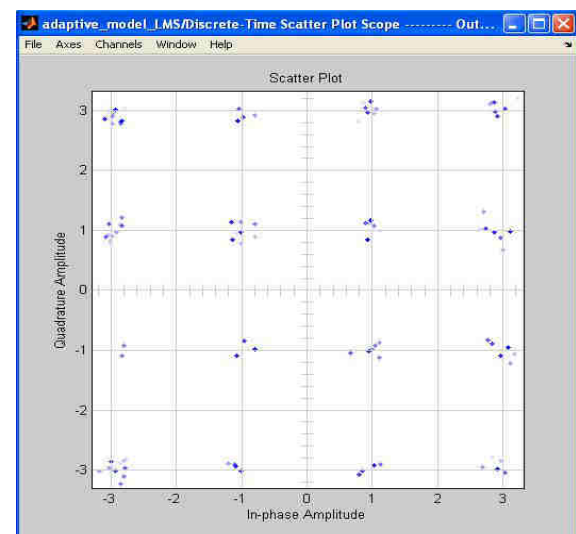 adaptive_model_LMS/Discrete-Time Scatter Plot Scope --------- Out...
File Axes Channels Window Help
Scatter Plot
Quadrature Amplitude
3
2
1
0
-1
-2
-3
-3 -2 -1 0 1 2 3
In-phase Amplitude